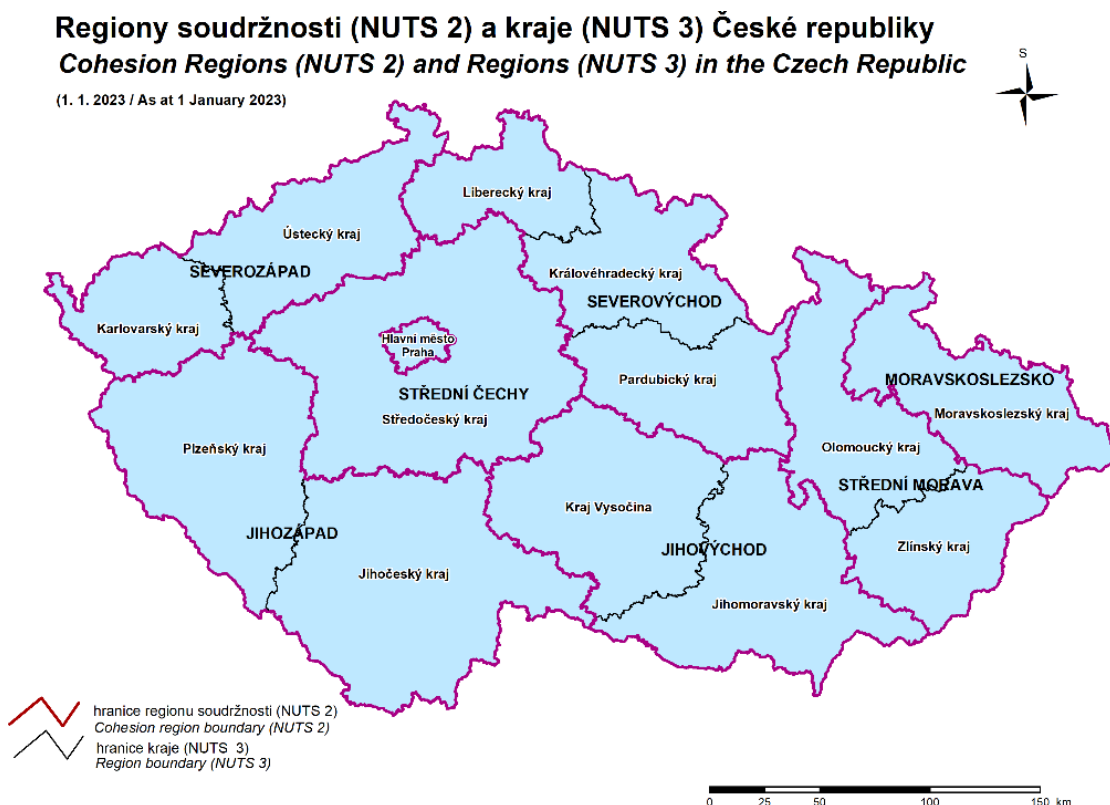 Regiony soudržnosti (NUTS 2) a kraje (NUTS 3) České republiky
Cohesion Regions (NUTS 2) and Regions (NUTS 3) in the Czech Republic
(1. 1. 2023 / As at 1 January 2023)
S
Liberecký kraj
Ústecký kraj
SEVEROZÁPAD
Královéhradecký kraj
SEVEROVÝCHOD
Karlovarský kraj
Hlavní město
Praha
Pardubický kraj
MORAVSKOSLEZSKO
STŘEDNÍ ČECHY
Moravskoslezský kraj
Středočeský kraj
Plzeňský kraj
Olomoucký kraj
STŘEDNÍ MORAVA
Kraj Vysočina
JIHOZÁPAD
JIHOVÝCHOD
Zlínský kraj
Jihočeský kraj
Jihomoravský kraj
hranice regionu soudržnosti (NUTS 2)
Cohesion region boundary (NUTS 2)
hranice kraje (NUTS 3)
Region boundary (NUTS 3)
0 25 50 100 150 km